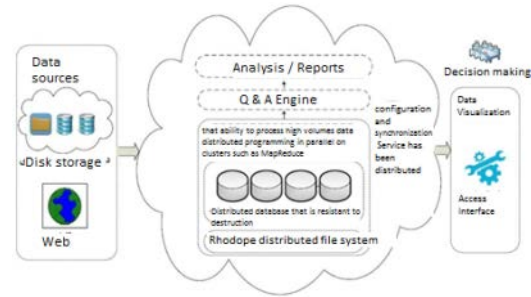 Data
sources
Disk storage
Web
Analysis / Reports
Q & A Engine
that ability to process high volumes data
distributed programming in parallel on
clusters such as MapReduce
Distributed database that is resistant to
destruction
Rhodope distributed file system
configuration
and
synchronization
Service has
been
distributed
Decision making
Data
Visualization
Access
Interface